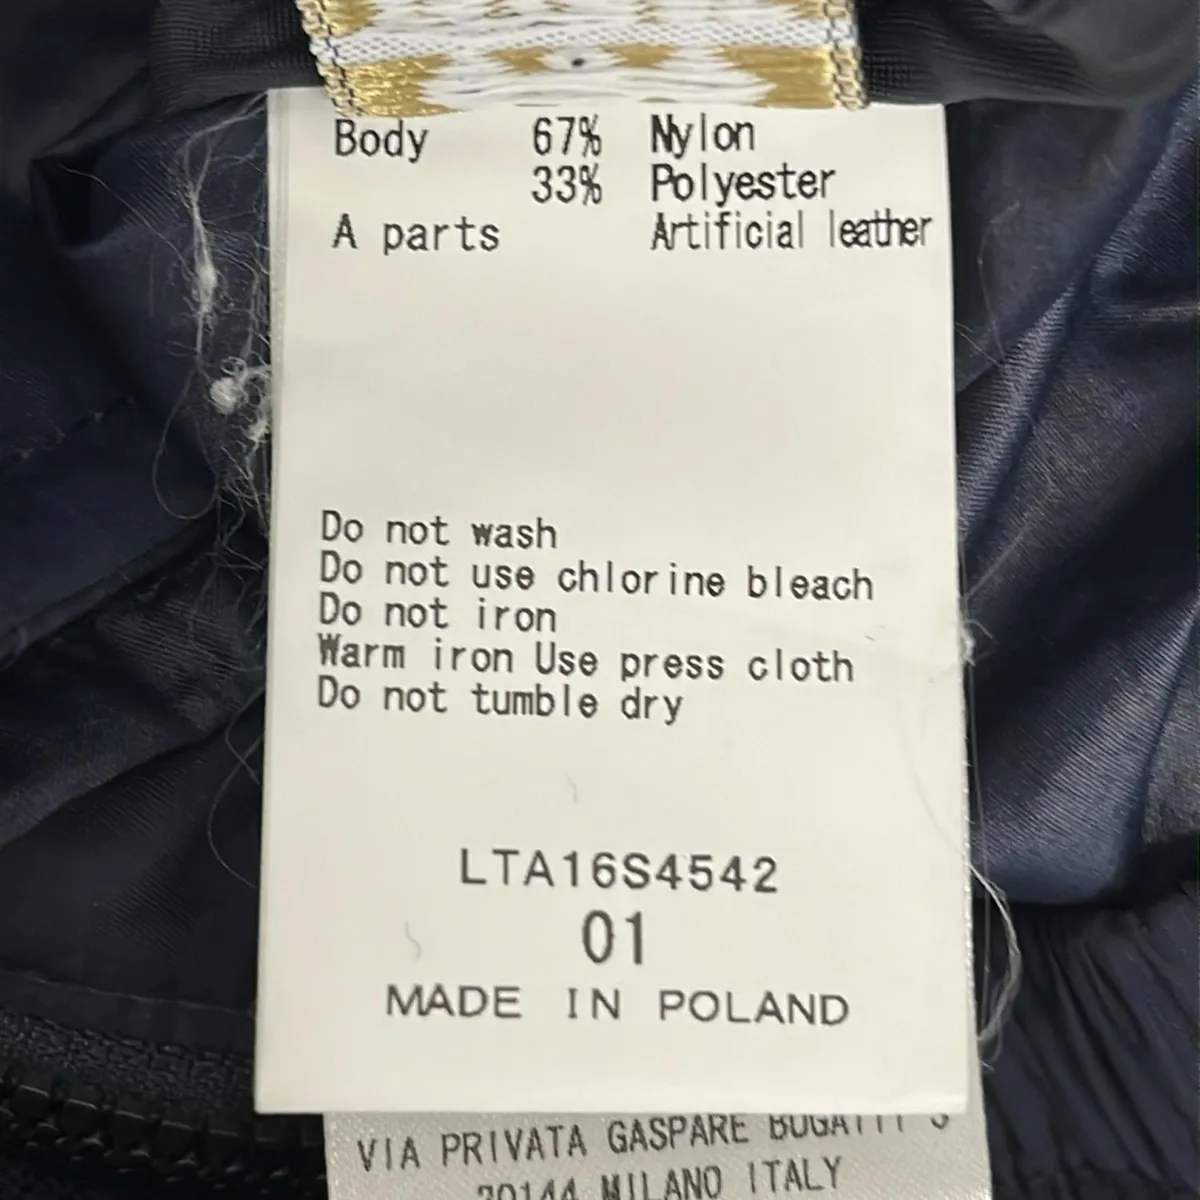 Body 67% Nylon
33% Polyester
A parts Artificial leather
Do not wash
Do not use chlorine bleach
Do not iron
Warm iron Use press cloth
Do not tumble dry
LTA16S4542
01
MADE IN POLAND
VIA PRIVATA GASPARE BUGATTI
20144 MILANO ITALY